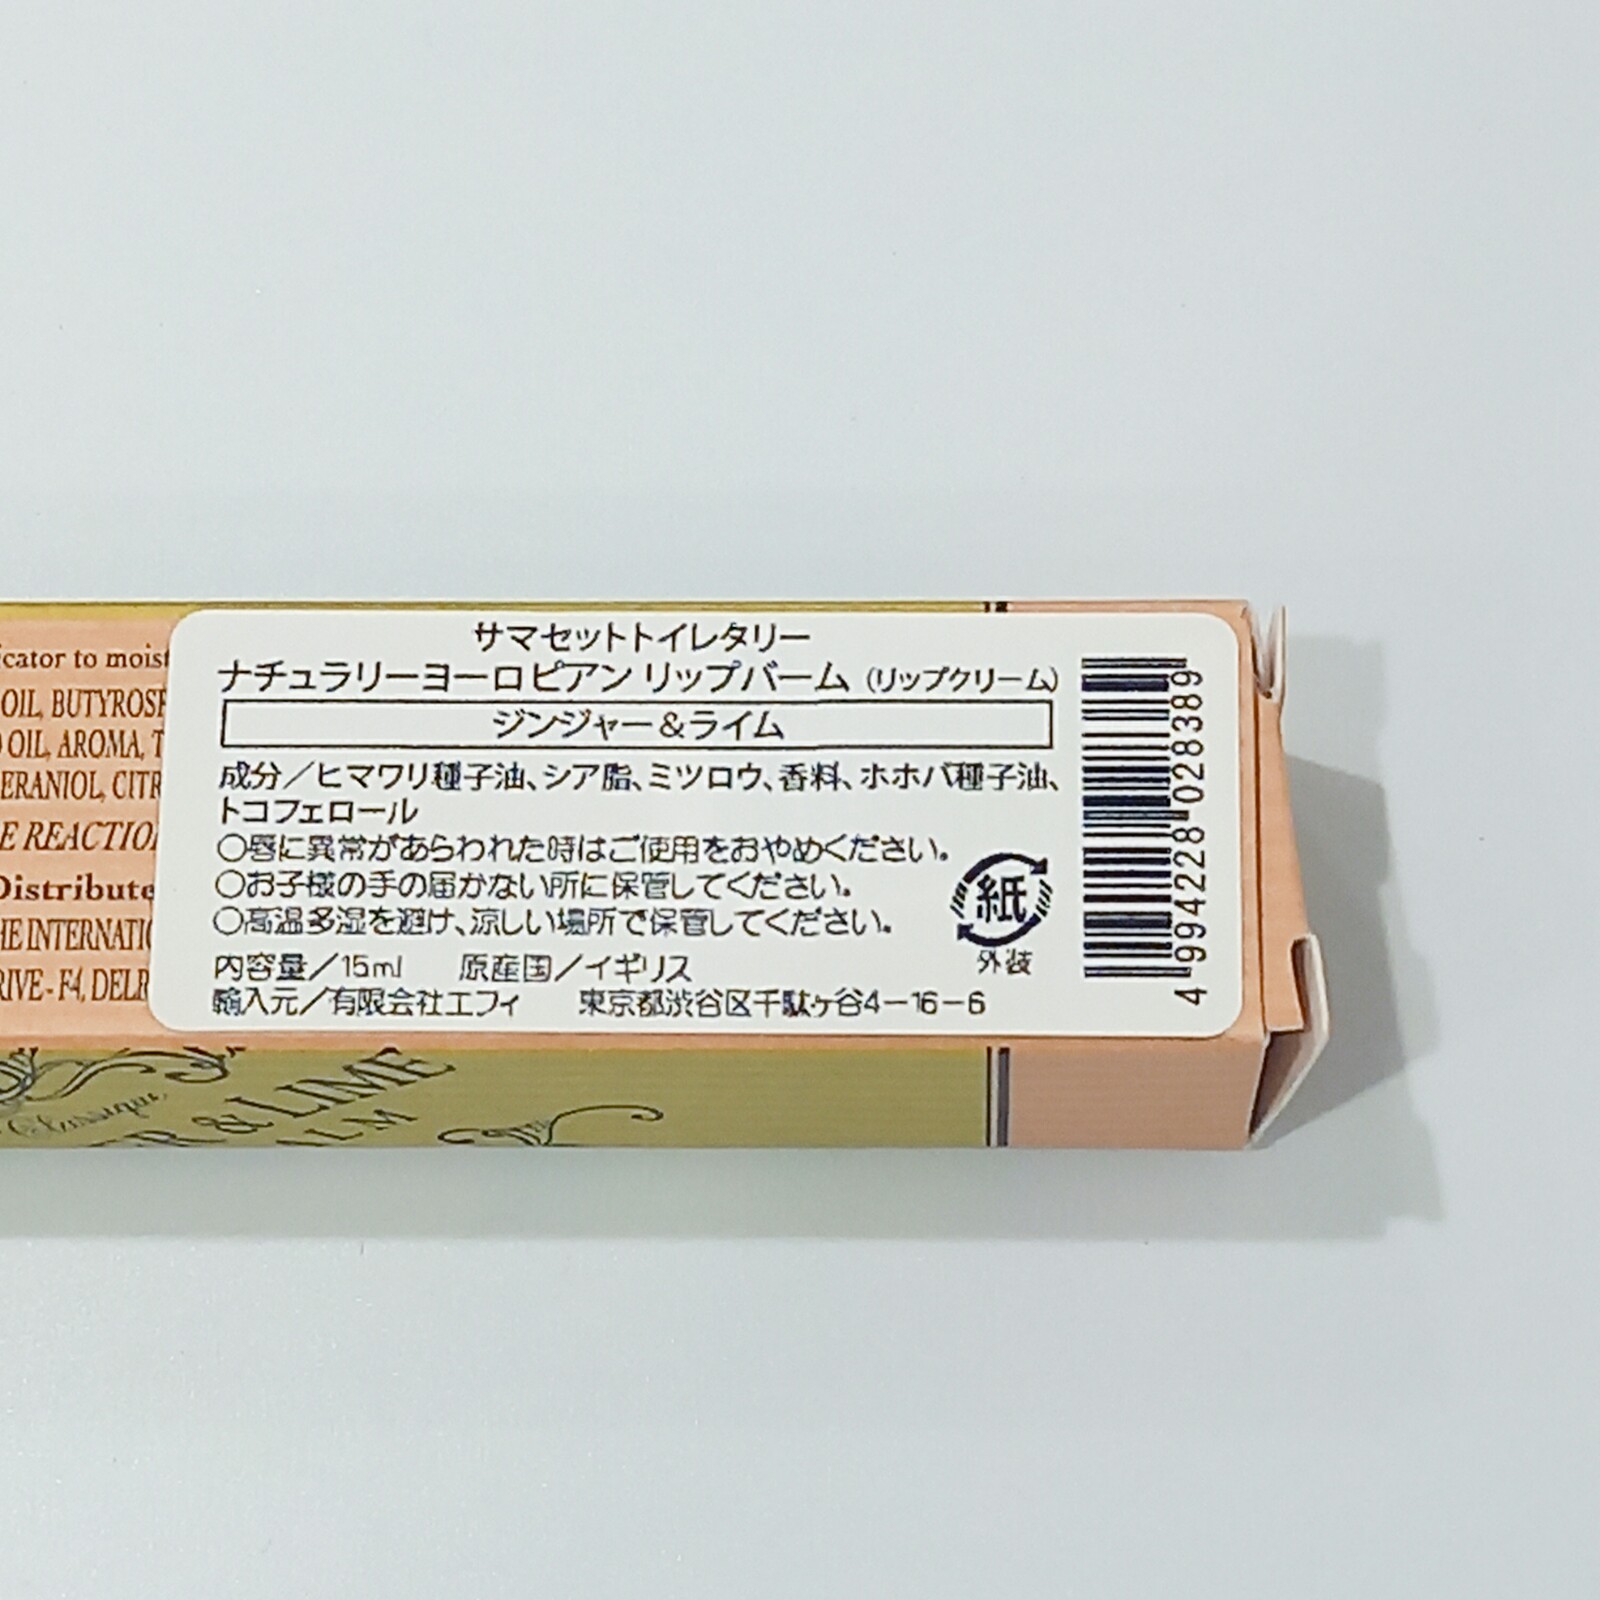 サマセットトイレタリー
ナチュラリーヨーロピアン リップバーム (リップクリーム)
ジンジャー&ライム
成分/ヒマワリ種子油、シア脂、ミツロウ、香料、ホホバ種子油、
トコフェロール
○唇に異常があらわれた時はご使用をおやめください。
○お子様の手の届かない所に保管してください。
○高温多湿を避け、涼しい場所で保管してください。
内容量/15ml 原産国/イギリス
輸入元/有限会社エフィ 東京都渋谷区千駄ヶ谷4-16-6
紙
外装
4994228028389
icator to moist
OIL, BUTYROSP
OIL, AROMA, T
ERANIOL, CITR
E REACTIO
Distribute
HE INTERNATIO
RIVE - F4, DELR
& LIME